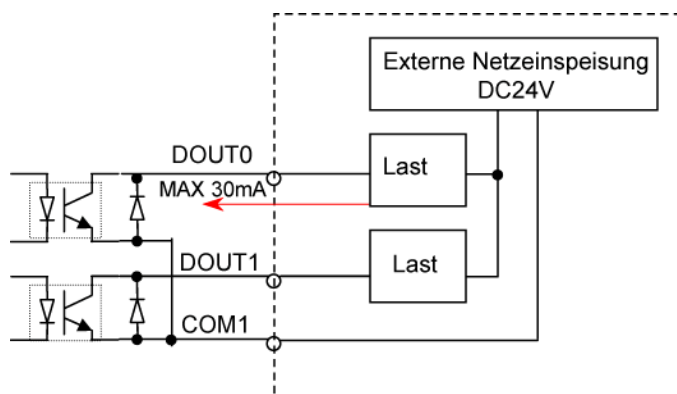 Externe Netzeinspeisung
DC24V
DOUT0
Last
MAX 30mA
DOUT1
Last
COM1